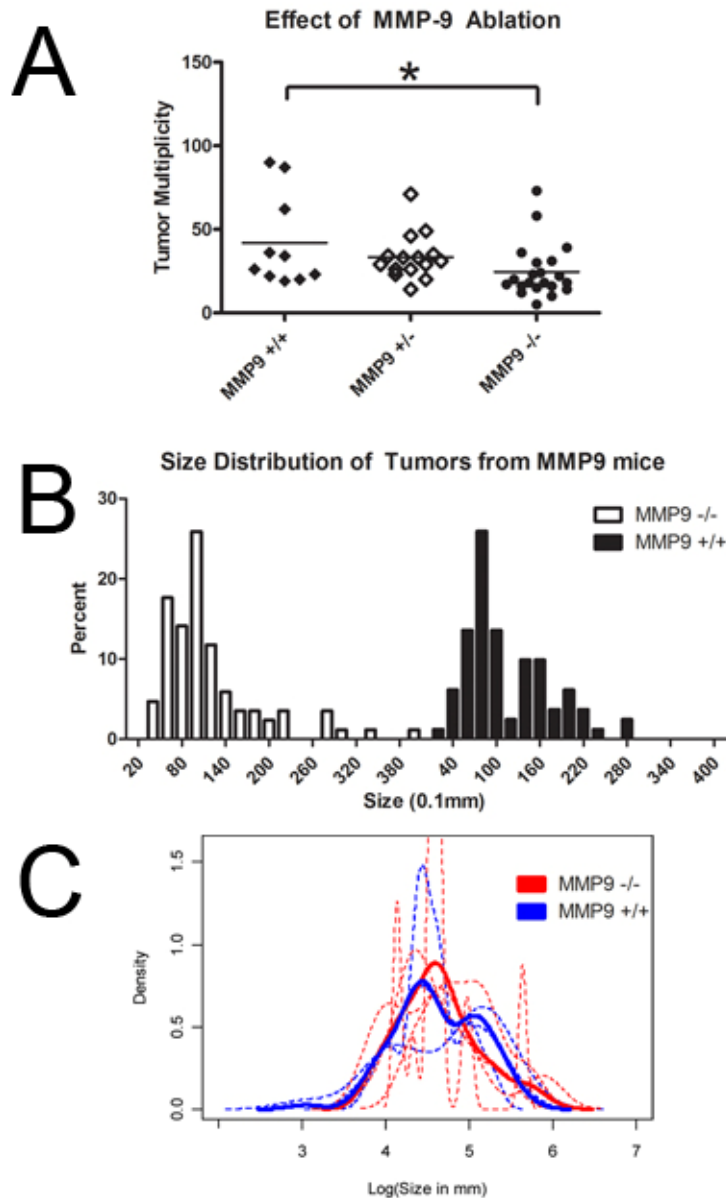 A
Effect of MMP-9 Ablation
*
Tumor Multiplicity
150
100
50
0
MMP9 +/+
MMP9 +/-
MMP9 -/-
B
Size Distribution of Tumors from MMP9 mice
MMP9 -/-
MMP9 +/+
Percent
30
20
10
0
20 80 140 200 260 320 380 40 100 160 220 280 340 400
Size (0.1mm)
C
MMP9 -/-
MMP9 +/+
Density
1.5
1.0
0.5
0.0
3 4 5 6 7
Log(Size in mm)